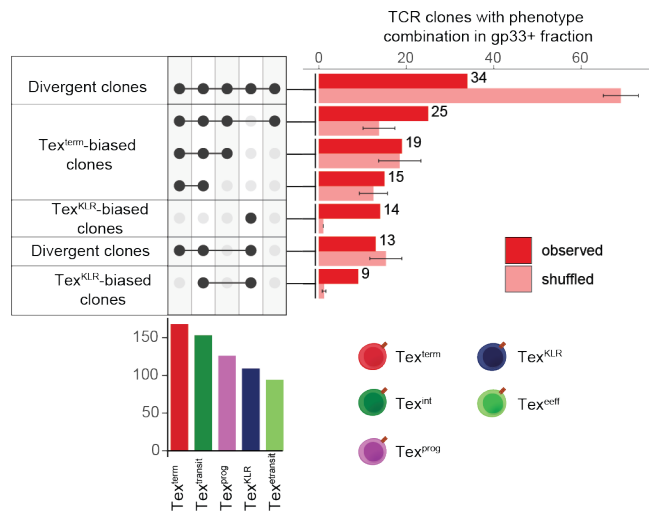 TCR clones with phenotype
combination in gp33+ fraction
0 20 40 60
Divergent clones
34
25
Tex^term-biased
clones
19
15
Tex^KLR-biased
clones
14
Divergent clones
13
Tex^KLR-biased
clones
9
observed
shuffled
150
100
50
0
Tex^term
Tex^transit
Tex^prog
Tex^KLR
Tex^etransit
Tex^term
Tex^KLR
Tex^int
Tex^eeff
Tex^prog